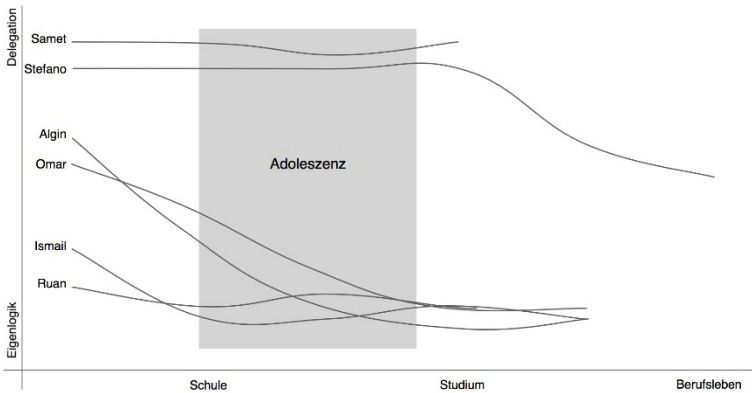 Delegation
Samet
Stefano
Algin
Omar
Adoleszenz
Ismail
Ruan
Eigenlogik
Schule
Studium
Berufsleben